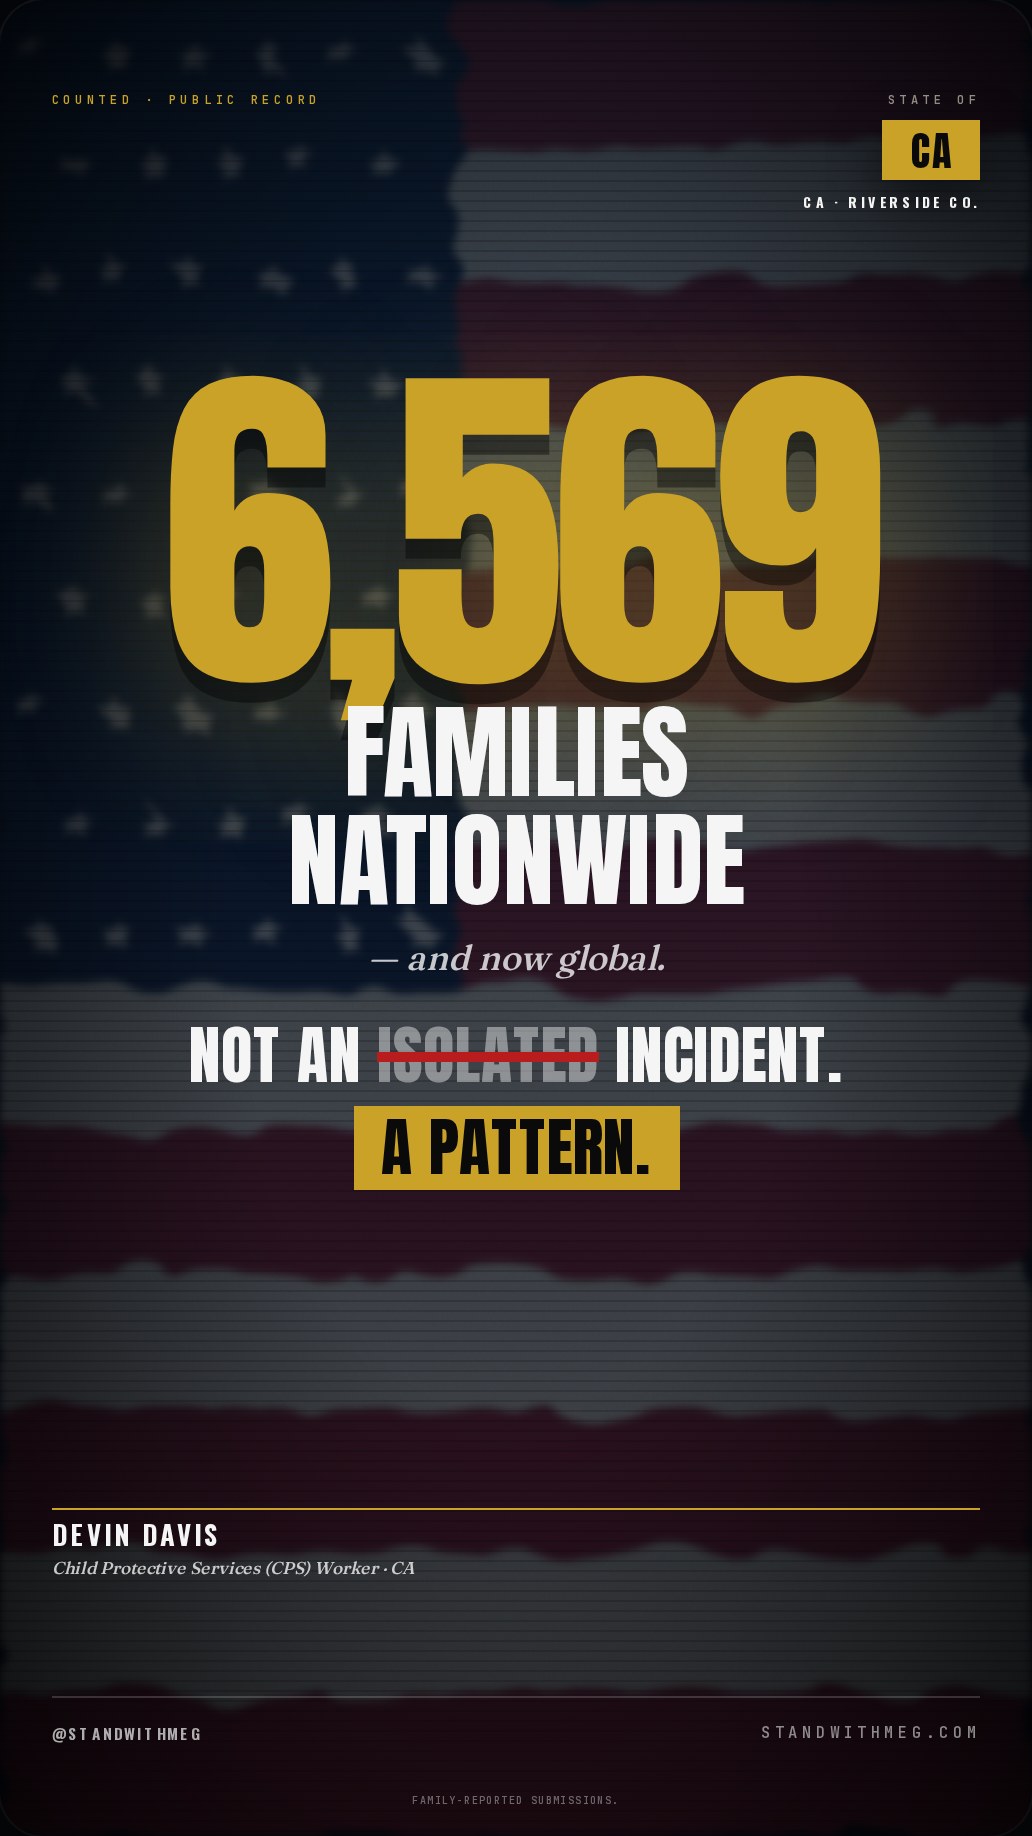 COUNTED · PUBLIC RECORD
STATE OF
CA
CA · RIVERSIDE CO.
6,569
FAMILIES
NATIONWIDE
— and now global.
NOT AN ISOLATED INCIDENT.
A PATTERN.
DEVIN DAVIS
Child Protective Services (CPS) Worker · CA
@STANDWITHMEG
STANDWITHMEG.COM
FAMILY-REPORTED SUBMISSIONS.